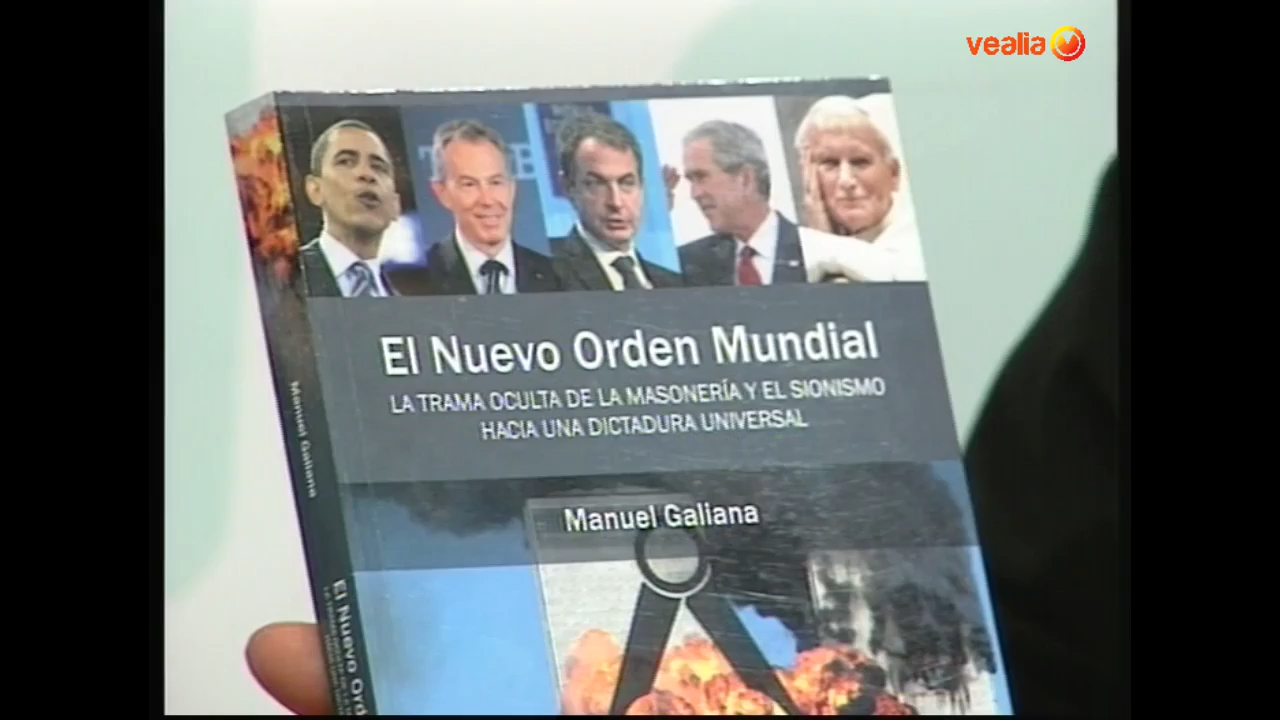 vealia
El Nuevo Orden Mundial
LA TRAMA OCULTA DE LA MASONERÍA Y EL SIONISMO
HACIA UNA DICTADURA UNIVERSAL
Manuel Galiana
Manuel Galiana
El Nuevo Ord